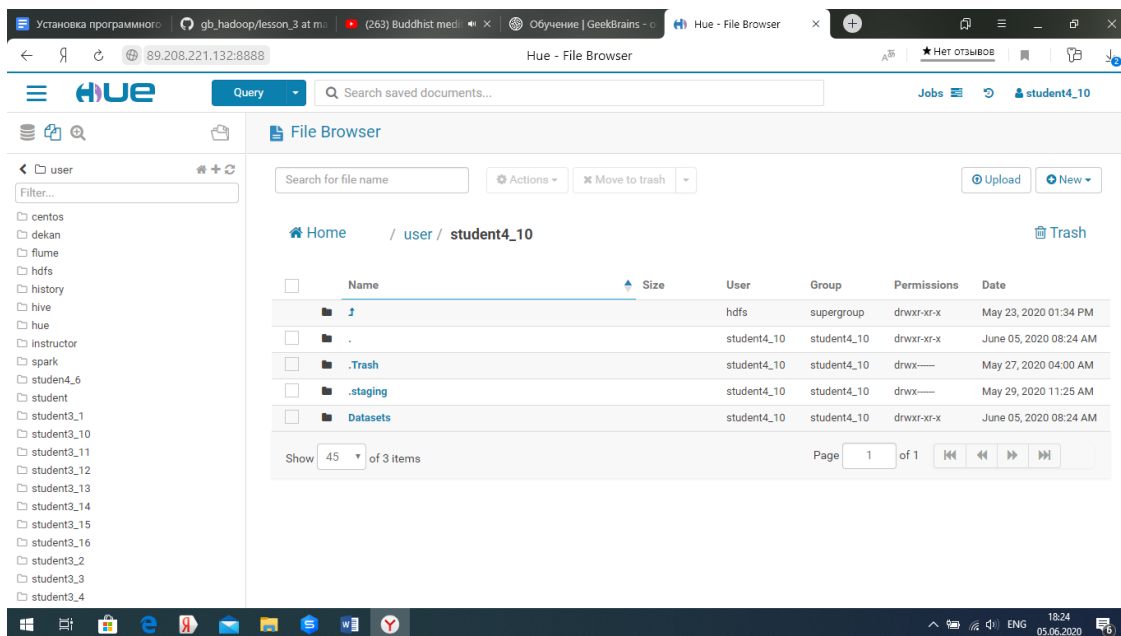 Установка программного
gb_hadoop/lesson_3 at ma
(263) Buddhist medi
Обучение | GeekBrains - о
Hue - File Browser
89.208.221.132:8888
Hue - File Browser
★ Нет отзывов
2
HUE
Query
Search saved documents...
Jobs
student4_10
File Browser
user
Filter...
centos
dekan
flume
hdfs
history
hive
hue
instructor
spark
studen4_6
student
student3_1
student3_10
student3_11
student3_12
student3_13
student3_14
student3_15
student3_16
student3_2
student3_3
student3_4
Search for file name
Actions
Move to trash
Upload
New
Home / user / student4_10
Trash
Name Size User Group Permissions Date
hdfs supergroup drwxr-xr-x May 23, 2020 01:34 PM
. student4_10 student4_10 drwxr-xr-x June 05, 2020 08:24 AM
.Trash student4_10 student4_10 drwx------ May 27, 2020 04:00 AM
.staging student4_10 student4_10 drwx------ May 29, 2020 11:25 AM
Datasets student4_10 student4_10 drwxr-xr-x June 05, 2020 08:24 AM
Show 45 of 3 items
Page 1 of 1
ENG
18:24
05.06.2020
6